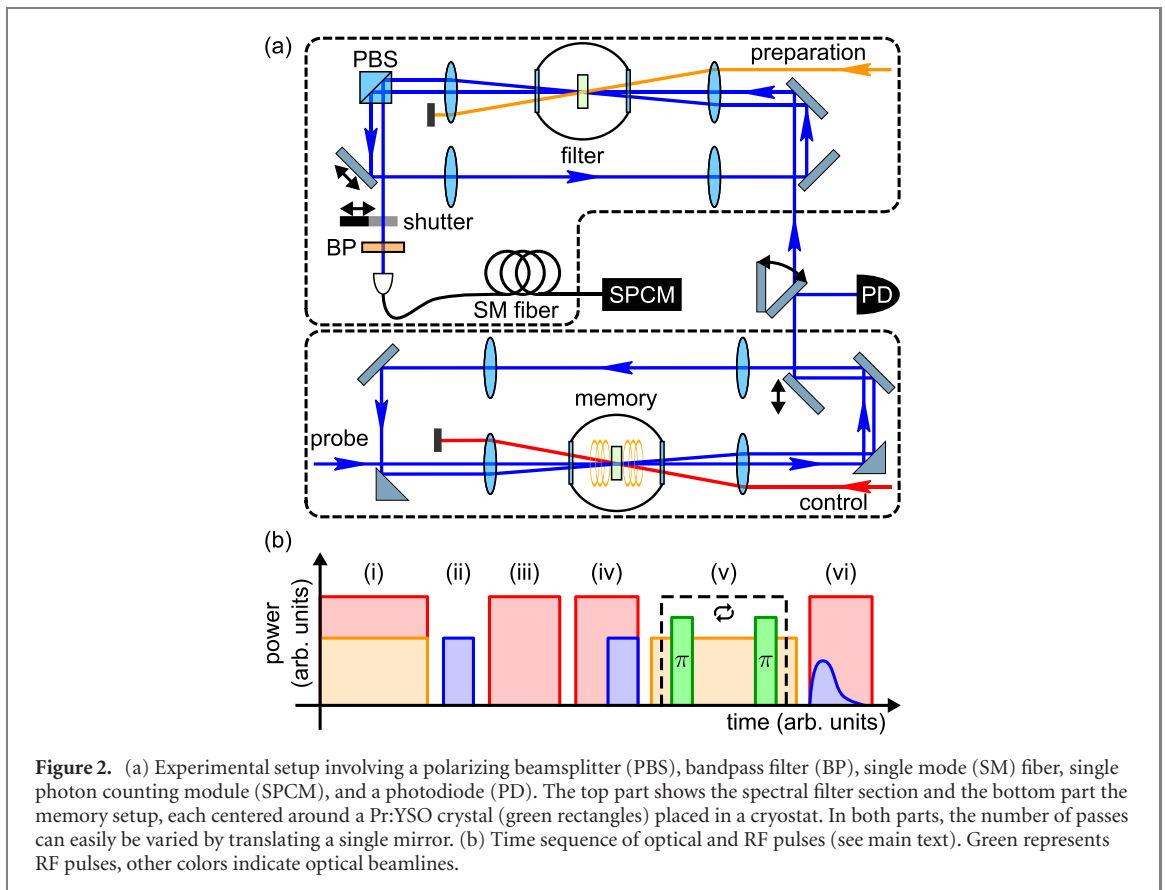 (a)
PBS
preparation
filter
shutter
BP
SM fiber
SPCM
PD
memory
probe
control
(b)
(i) (ii) (iii) (iv) (v) (vi)
power
(arb. units)
π π
time (arb. units)
Figure 2. (a) Experimental setup involving a polarizing beamsplitter (PBS), bandpass filter (BP), single mode (SM) fiber, single
photon counting module (SPCM), and a photodiode (PD). The top part shows the spectral filter section and the bottom part the
memory setup, each centered around a Pr:YSO crystal (green rectangles) placed in a cryostat. In both parts, the number of passes
can easily be varied by translating a single mirror. (b) Time sequence of optical and RF pulses (see main text). Green represents
RF pulses, other colors indicate optical beamlines.